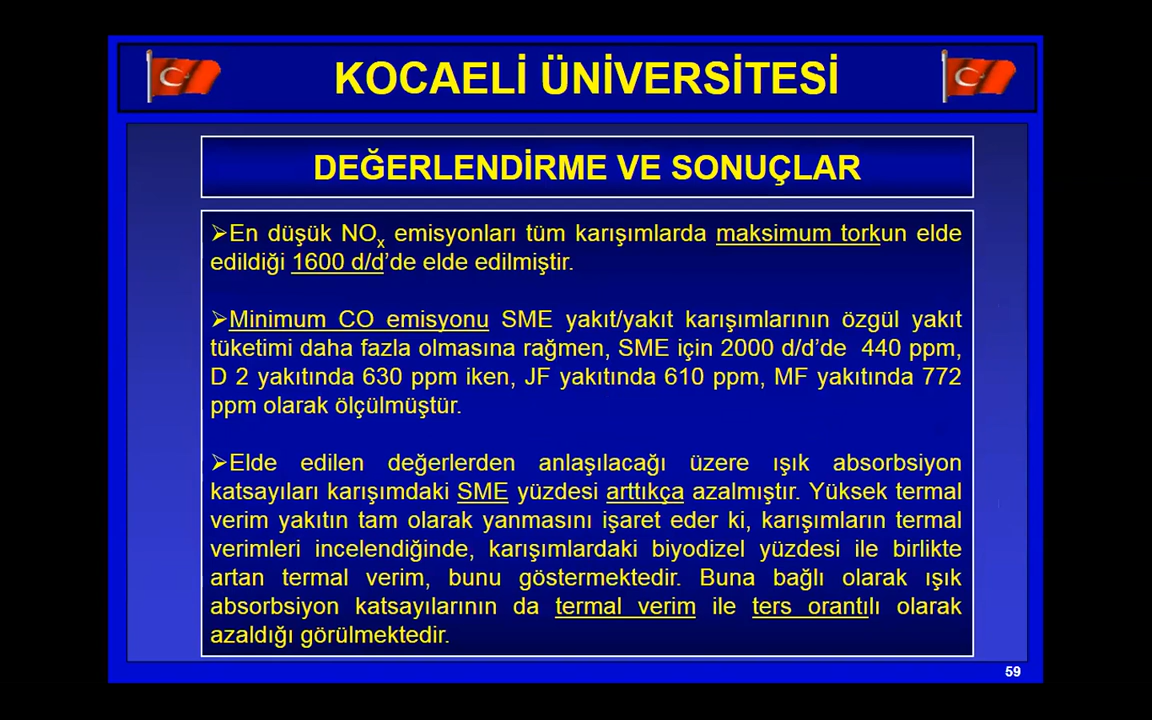 KOCAELİ ÜNİVERSİTESİ
DEĞERLENDİRME VE SONUÇLAR
➢En düşük NOx emisyonları tüm karışımlarda maksimum torkun elde
edildiği 1600 d/d’de elde edilmiştir.
➢Minimum CO emisyonu SME yakıt/yakıt karışımlarının özgül yakıt
tüketimi daha fazla olmasına rağmen, SME için 2000 d/d’de 440 ppm,
D 2 yakıtında 630 ppm iken, JF yakıtında 610 ppm, MF yakıtında 772
ppm olarak ölçülmüştür.
➢Elde edilen değerlerden anlaşılacağı üzere ışık absorbsiyon
katsayıları karışımdaki SME yüzdesi arttıkça azalmıştır. Yüksek termal
verim yakıtın tam olarak yanmasını işaret eder ki, karışımların termal
verimleri incelendiğinde, karışımlardaki biyodizel yüzdesi ile birlikte
artan termal verim, bunu göstermektedir. Buna bağlı olarak ışık
absorbsiyon katsayılarının da termal verim ile ters orantılı olarak
azaldığı görülmektedir.
59